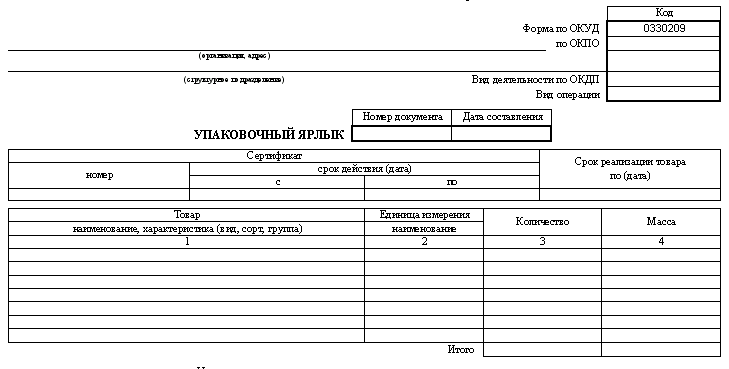 Код
Форма по ОКУД 0330209
по ОКПО
(организация, адрес)
(структурное подразделение) Вид деятельности по ОКДП
Вид операции
Номер документа Дата составления
УПАКОВОЧНЫЙ ЯРЛЫК
Сертификат Срок реализации товара по (дата)
номер срок действия (дата)
с по
Товар Единица измерения Количество Масса
наименование, характеристика (вид, сорт, группа) наименование
1 2 3 4
Итого